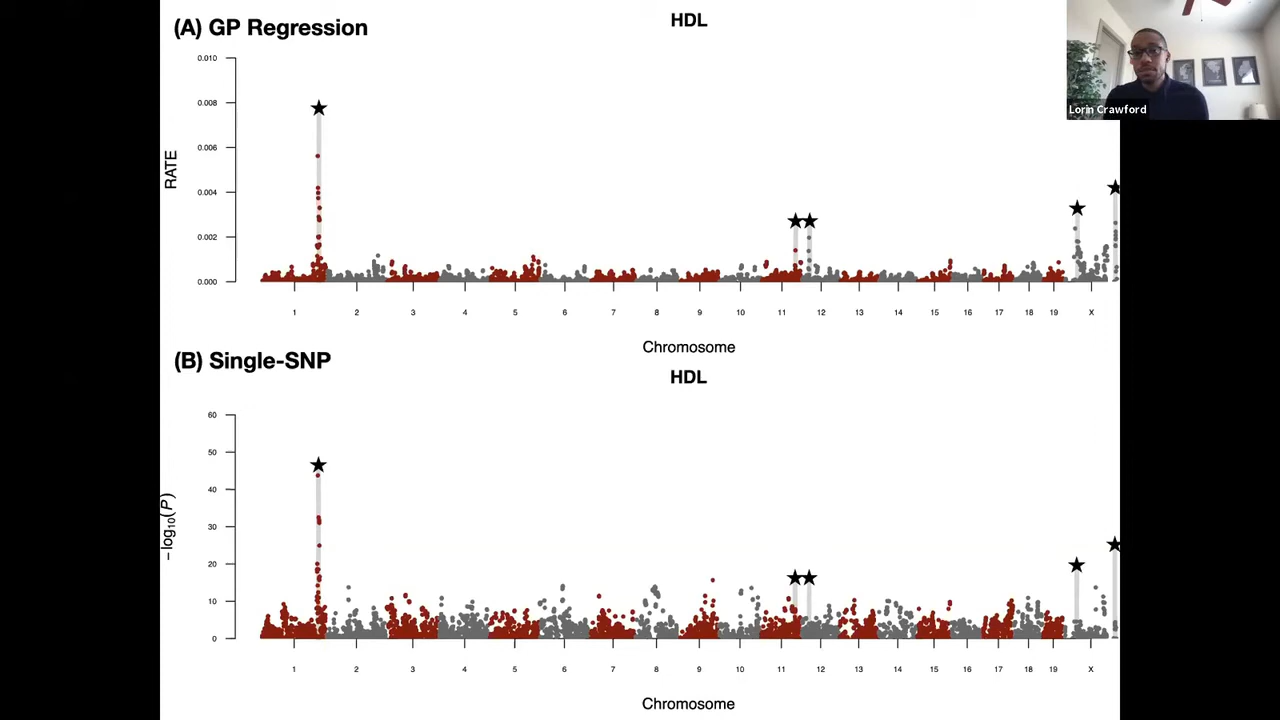 (A) GP Regression
HDL
Lorin Crawford
RATE
0.010
0.008
0.006
0.004
0.002
0.000
1 2 3 4 5 6 7 8 9 10 11 12 13 14 15 16 17 18 19 X
Chromosome
(B) Single-SNP
HDL
−log10(P)
60
50
40
30
20
10
0
1 2 3 4 5 6 7 8 9 10 11 12 13 14 15 16 17 18 19 X
Chromosome